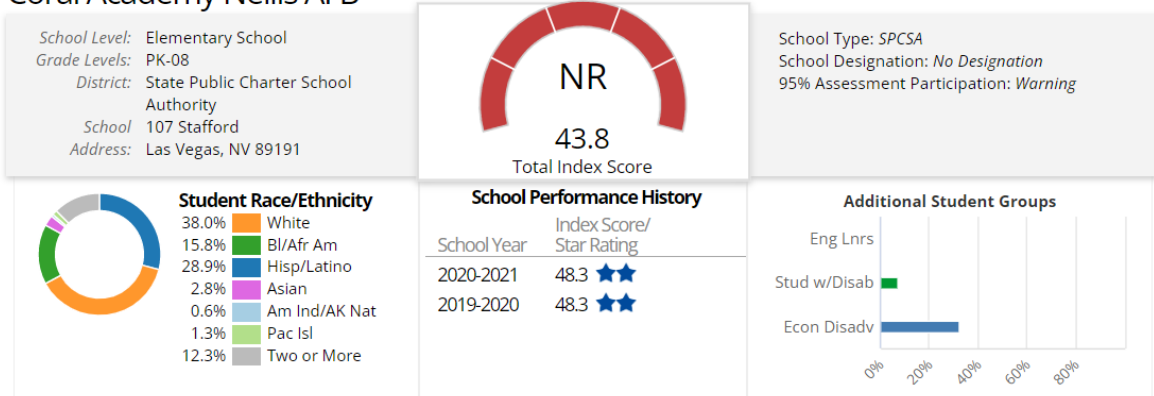 Coral Academy Nellis AFB
School Level: Elementary School
Grade Levels: PK-08
District: State Public Charter School
Authority
School 107 Stafford
Address: Las Vegas, NV 89191
NR
43.8
Total Index Score
School Type: SPCSA
School Designation: No Designation
95% Assessment Participation: Warning
Student Race/Ethnicity
38.0% White
15.8% Bl/Afr Am
28.9% Hisp/Latino
2.8% Asian
0.6% Am Ind/AK Nat
1.3% Pac Isl
12.3% Two or More
School Performance History
Index Score/
School Year Star Rating
2020-2021 48.3
2019-2020 48.3
Additional Student Groups
Eng Lnrs
Stud w/Disab
Econ Disadv
0% 20% 40% 60% 80%